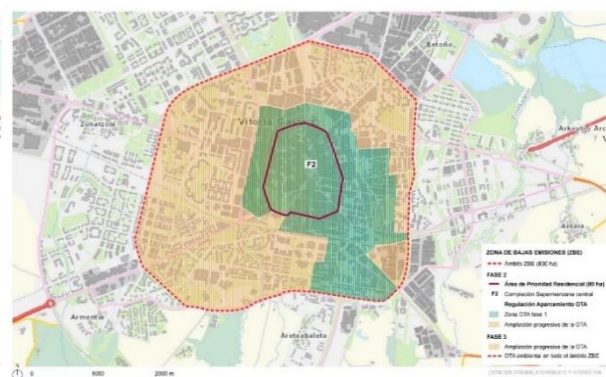 Betoño
Zonatzen
Vitoria
F2
Arkaute
Armentia
Aretxabaleta
ZONA DE BAJAS EMISIONES (ZBE)
Ámbito ZBE (830 ha)
FASE 2
Área de Prioridad Residencial (80 ha)
F2 Compleción Supermanzana central
Regulación Aparcamiento OTA
Zona OTA fase 1
Ampliación progresiva de la OTA
FASE 3
Ampliación progresiva de la OTA
OTA ambiental en todo el ámbito ZBE
0 1000 2000 m